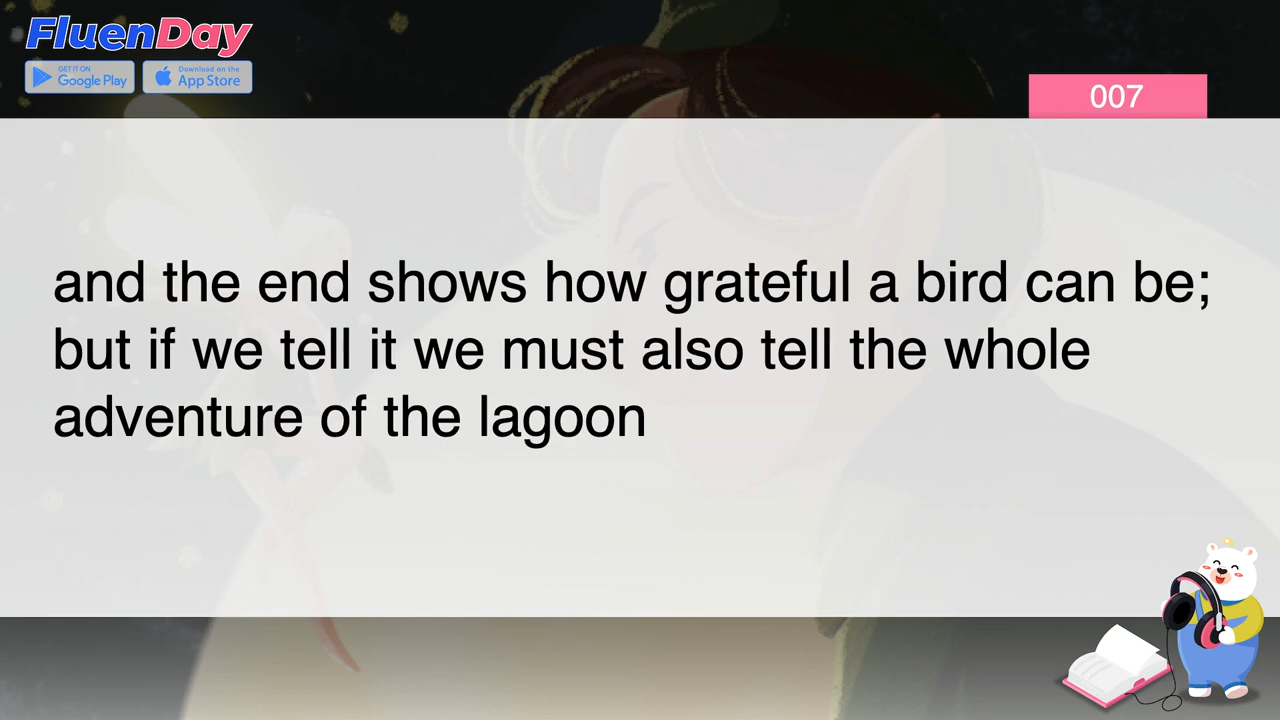 FluenDay
GET IT ON
Google Play
Download on the
App Store
007
and the end shows how grateful a bird can be;
but if we tell it we must also tell the whole
adventure of the lagoon